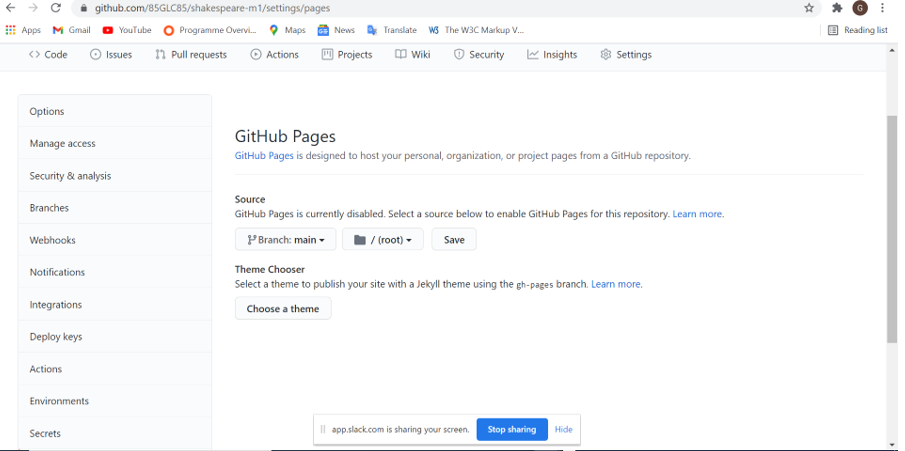 github.com/85GLC85/shakespeare-m1/settings/pages
G
Apps Gmail YouTube Programme Overvi... Maps News Translate The W3C Markup V... Reading list
Code Issues Pull requests Actions Projects Wiki Security Insights Settings
Options
Manage access
Security & analysis
Branches
Webhooks
Notifications
Integrations
Deploy keys
Actions
Environments
Secrets
GitHub Pages
GitHub Pages is designed to host your personal, organization, or project pages from a GitHub repository.
Source
GitHub Pages is currently disabled. Select a source below to enable GitHub Pages for this repository. Learn more.
Branch: main / (root) Save
Theme Chooser
Select a theme to publish your site with a Jekyll theme using the gh-pages branch. Learn more.
Choose a theme
app.slack.com is sharing your screen. Stop sharing Hide